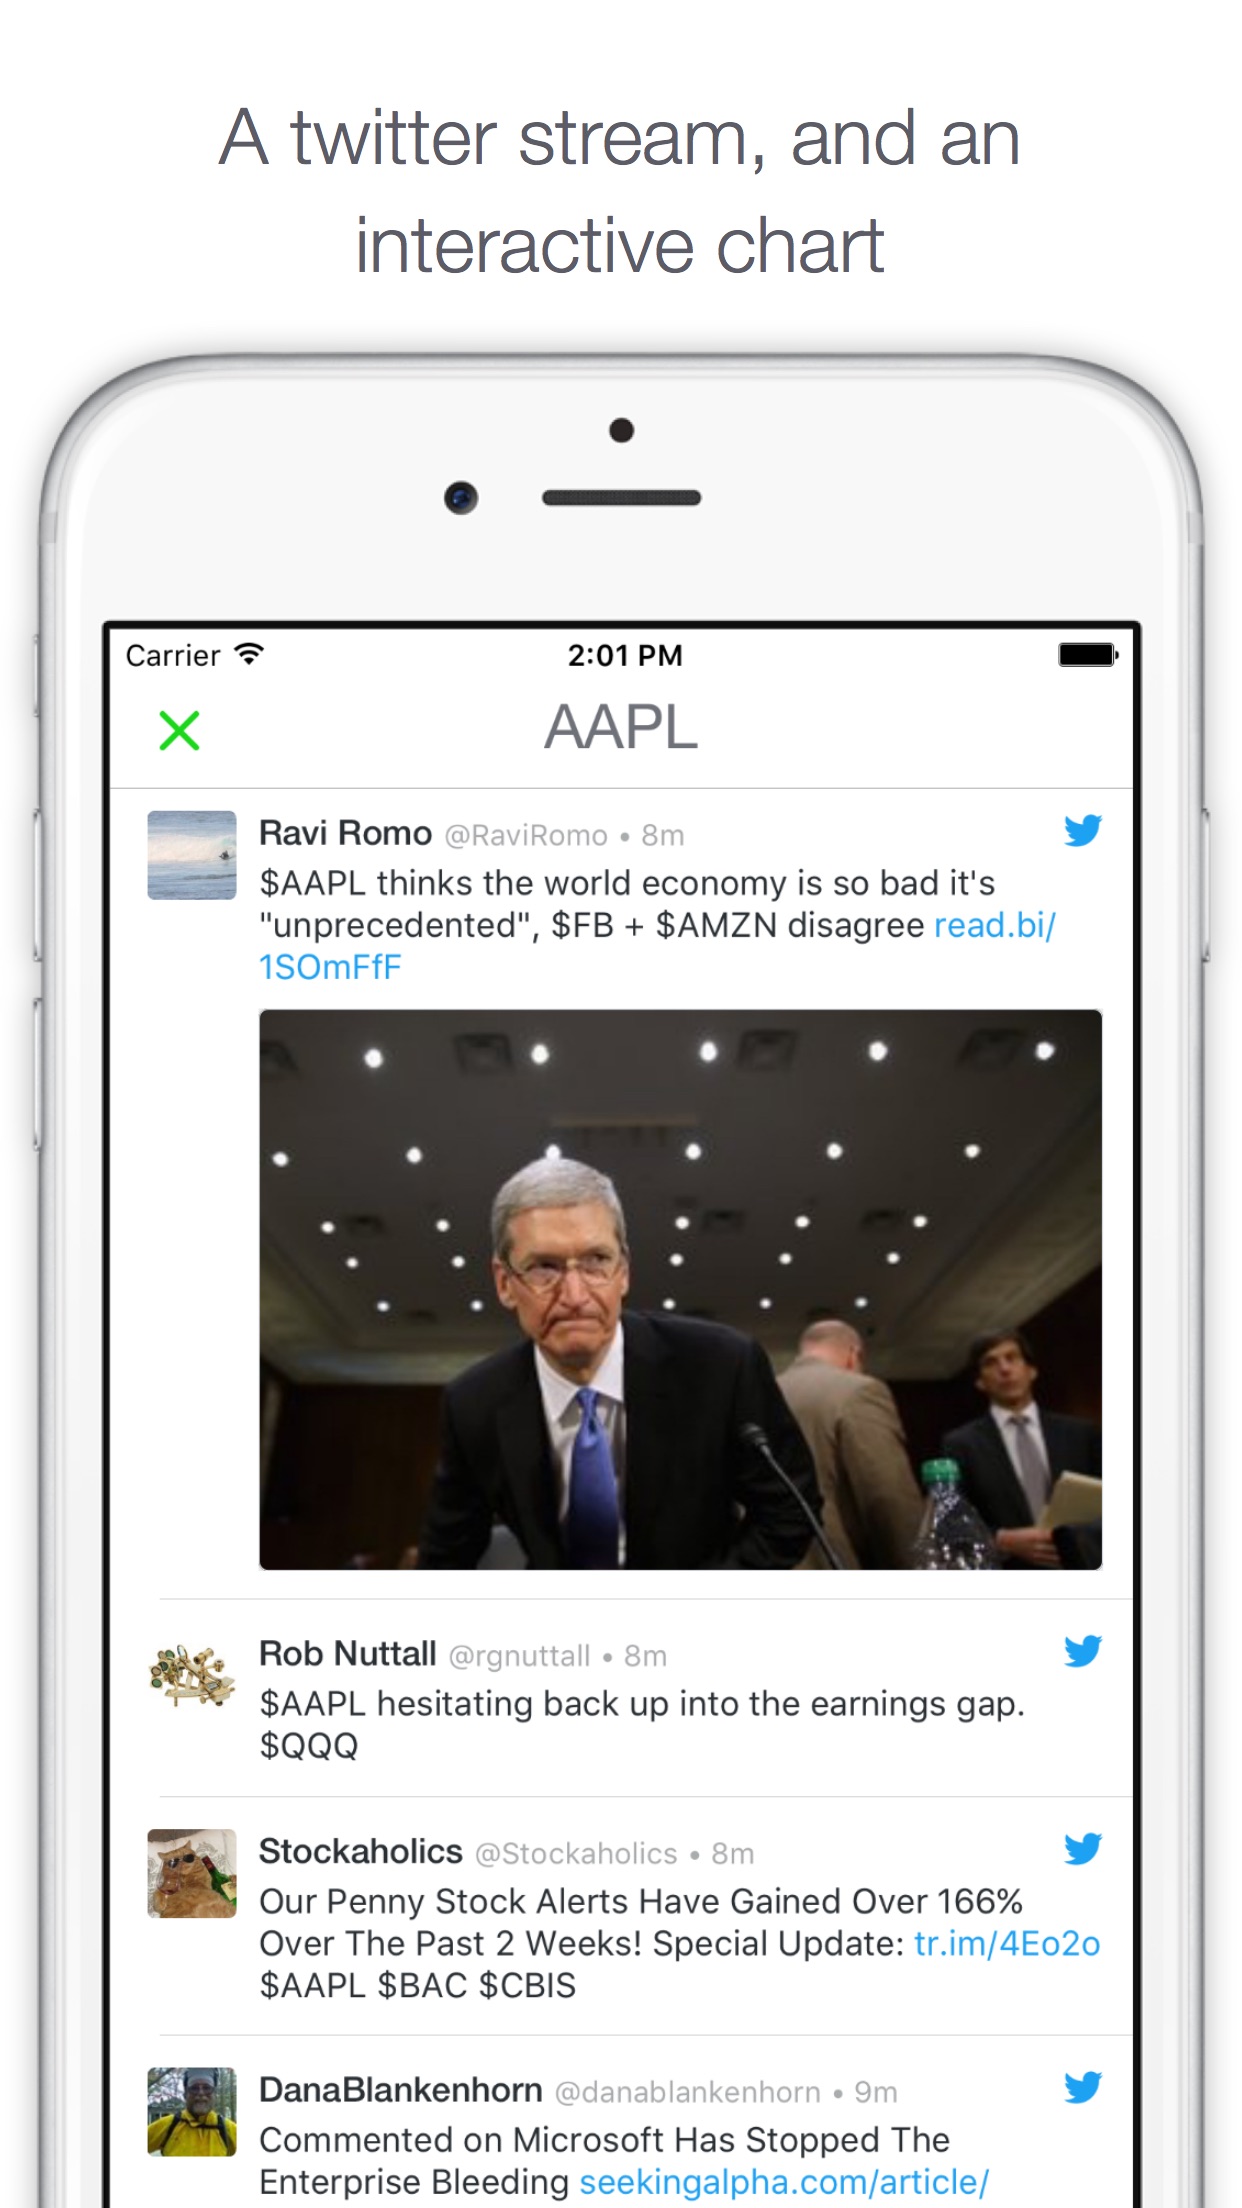 A twitter stream, and an
interactive chart
Carrier 2:01 PM
AAPL
Ravi Romo @RaviRomo • 8m
$AAPL thinks the world economy is so bad it's
"unprecedented", $FB + $AMZN disagree read.bi/
1SOmFfF
Rob Nuttall @rgnuttall • 8m
$AAPL hesitating back up into the earnings gap.
$QQQ
Stockaholics @Stockaholics • 8m
Our Penny Stock Alerts Have Gained Over 166%
Over The Past 2 Weeks! Special Update: tr.im/4Eo2o
$AAPL $BAC $CBIS
DanaBlankenhorn @danablankenhorn • 9m
Commented on Microsoft Has Stopped The
Enterprise Bleeding seekingalpha.com/article/